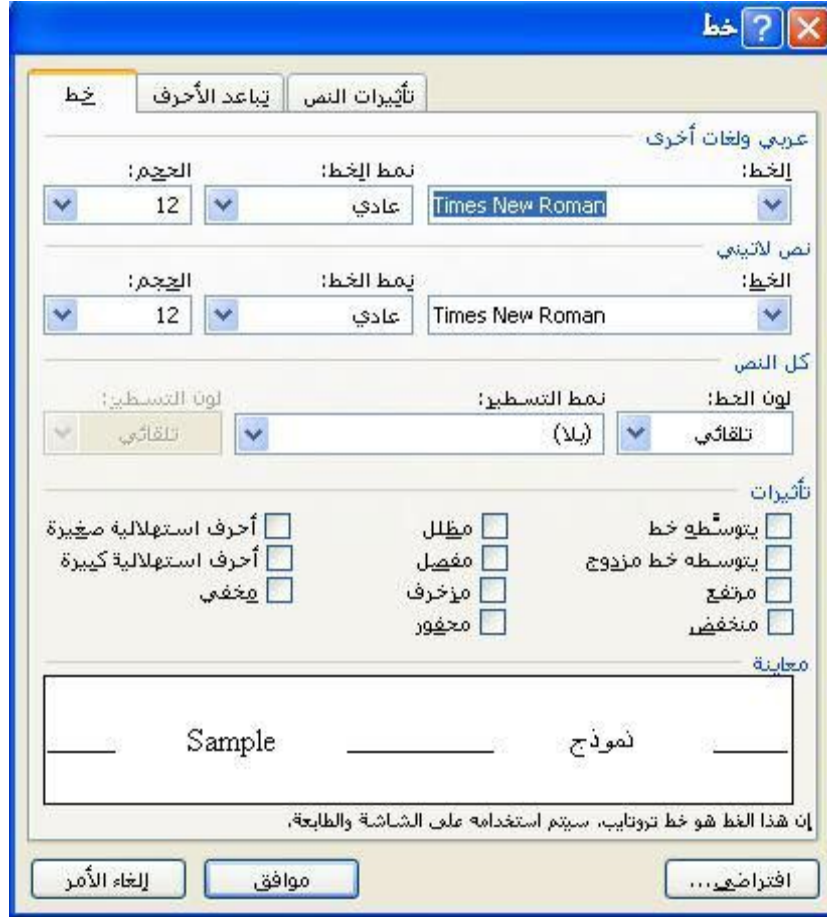 خط
خط تباعد الأحرف تأثيرات النص
عربي ولغات أخرى
الخط: نمط الخط: الحجم:
Times New Roman عادي 12
نص لاتيني
الخط: نمط الخط: الحجم:
Times New Roman عادي 12
كل النص
لون الخط: نمط التسطير: لون التسطير:
تلقائي (بلا) تلقائي
تأثيرات
يتوسّطه خط مظلل أحرف استهلالية صغيرة
يتوسطه خط مزدوج مفصل أحرف استهلالية كبيرة
مرتفع مزخرف مخفي
منخفض محفور
معاينة
نموذج Sample
إن هذا الخط هو خط تروتايب. سيتم استخدامه على الشاشة والطابعة.
افتراضي... موافق إلغاء الأمر